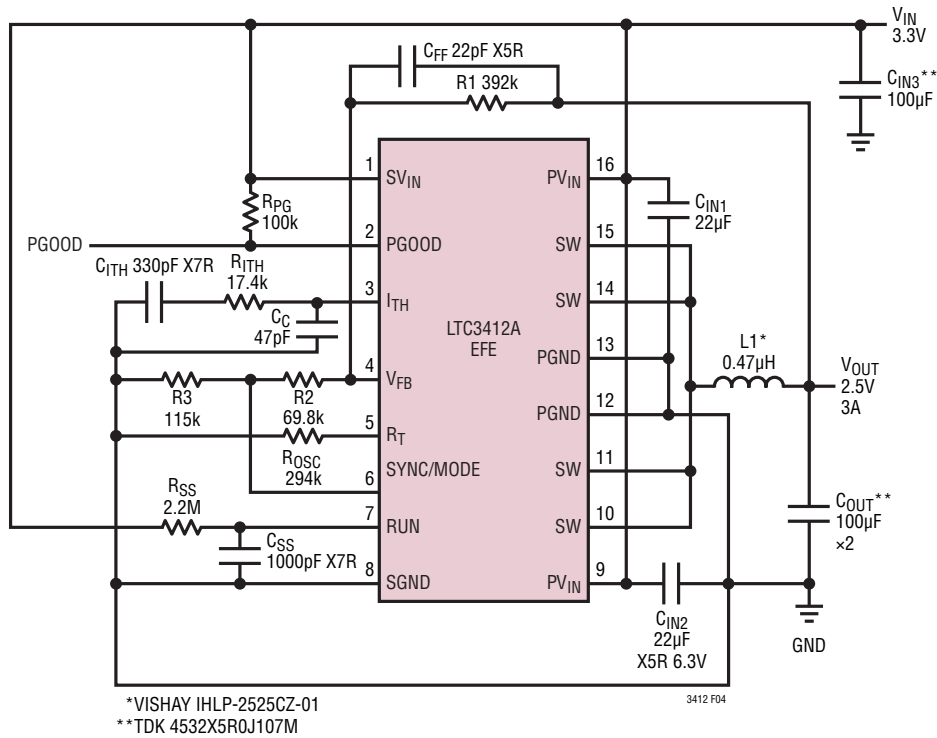 VIN
3.3V
CFF 22pF X5R
R1 392k
CIN3**
100µF
1
SVIN
PVIN
16
RPG
100k
CIN1
22µF
PGOOD
2
PGOOD
SW
15
CITH 330pF X7R
RITH
17.4k
3
ITH
SW
14
CC
47pF
LTC3412A
EFE
PGND
13
L1*
0.47µH
4
VFB
VOUT
2.5V
3A
R3
115k
R2
69.8k
PGND
12
5
RT
ROSC
294k
6
SYNC/MODE
SW
11
RSS
2.2M
7
RUN
SW
10
COUT**
100µF
×2
CSS
1000pF X7R
8
SGND
PVIN
9
CIN2
22µF
X5R 6.3V
GND
*VISHAY IHLP-2525CZ-01
**TDK 4532X5R0J107M
3412 F04